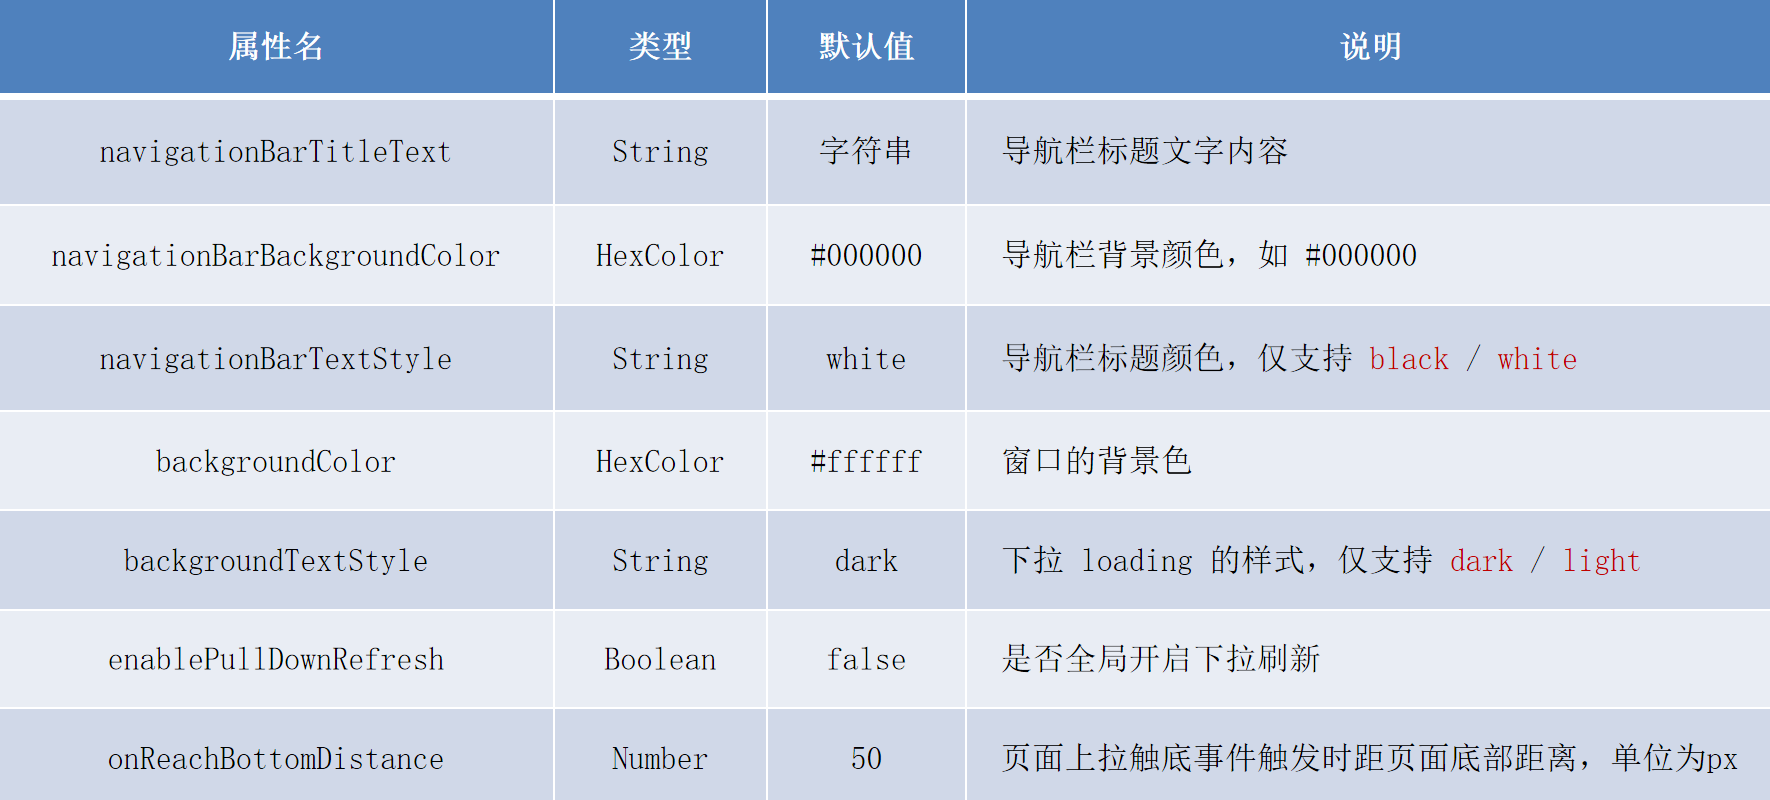 属性名 类型 默认值 说明
navigationBarTitleText String 字符串 导航栏标题文字内容
navigationBarBackgroundColor HexColor #000000 导航栏背景颜色，如 #000000
navigationBarTextStyle String white 导航栏标题颜色，仅支持 black / white
backgroundColor HexColor #ffffff 窗口的背景色
backgroundTextStyle String dark 下拉 loading 的样式，仅支持 dark / light
enablePullDownRefresh Boolean false 是否全局开启下拉刷新
onReachBottomDistance Number 50 页面上拉触底事件触发时距页面底部距离，单位为px